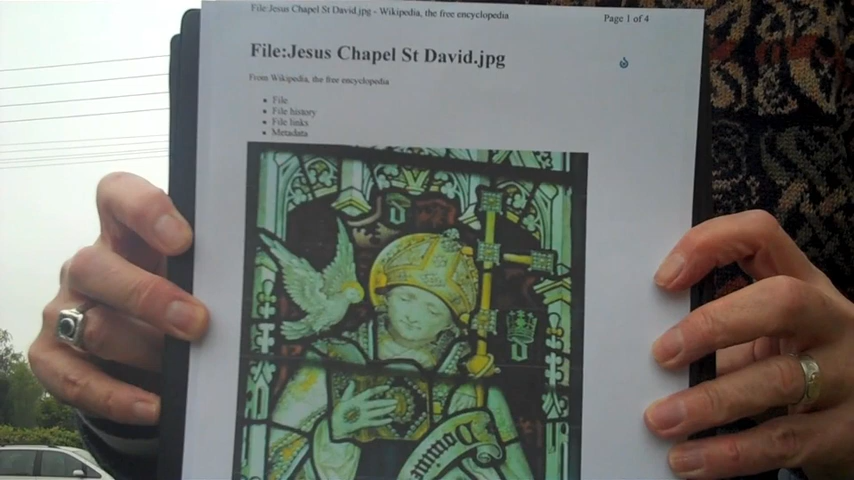 File:Jesus Chapel St David.jpg - Wikipedia, the free encyclopedia
Page 1 of 4
File:Jesus Chapel St David.jpg
From Wikipedia, the free encyclopedia
File
File history
File links
Metadata